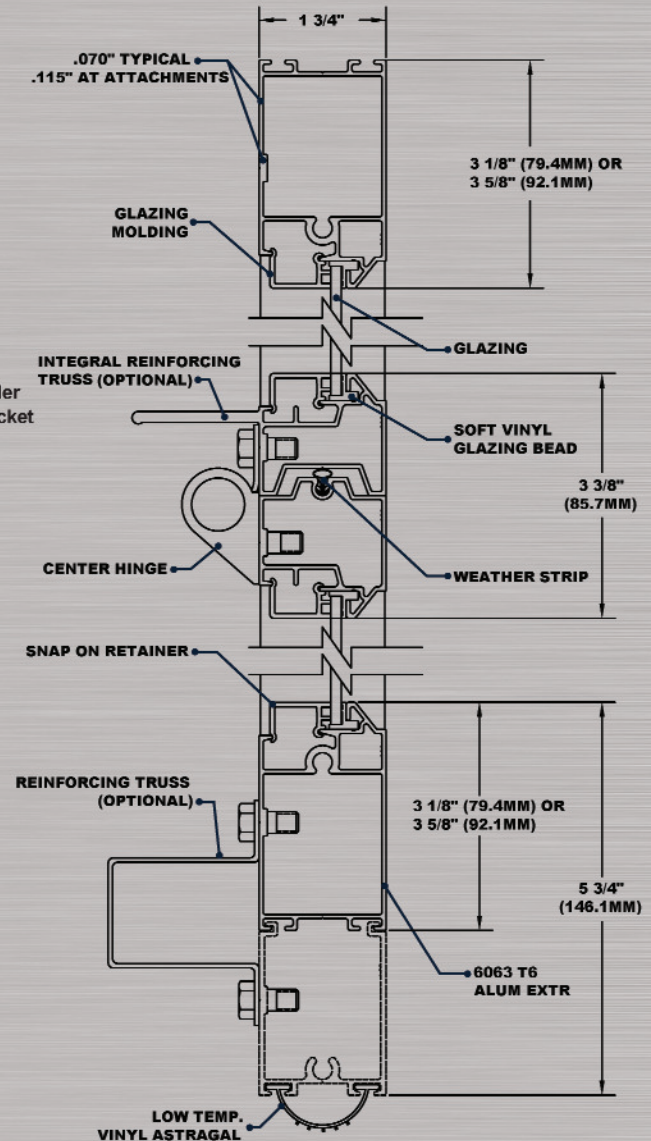 1 3/4"
.070" TYPICAL
.115" AT ATTACHMENTS
3 1/8" (79.4MM) OR
3 5/8" (92.1MM)
GLAZING
MOLDING
GLAZING
INTEGRAL REINFORCING
TRUSS (OPTIONAL)
SOFT VINYL
GLAZING BEAD
3 3/8"
(85.7MM)
CENTER HINGE
WEATHER STRIP
SNAP ON RETAINER
REINFORCING TRUSS
(OPTIONAL)
3 1/8" (79.4MM) OR
3 5/8" (92.1MM)
5 3/4"
(146.1MM)
6063 T6
ALUM EXTR
LOW TEMP.
VINYL ASTRAGAL